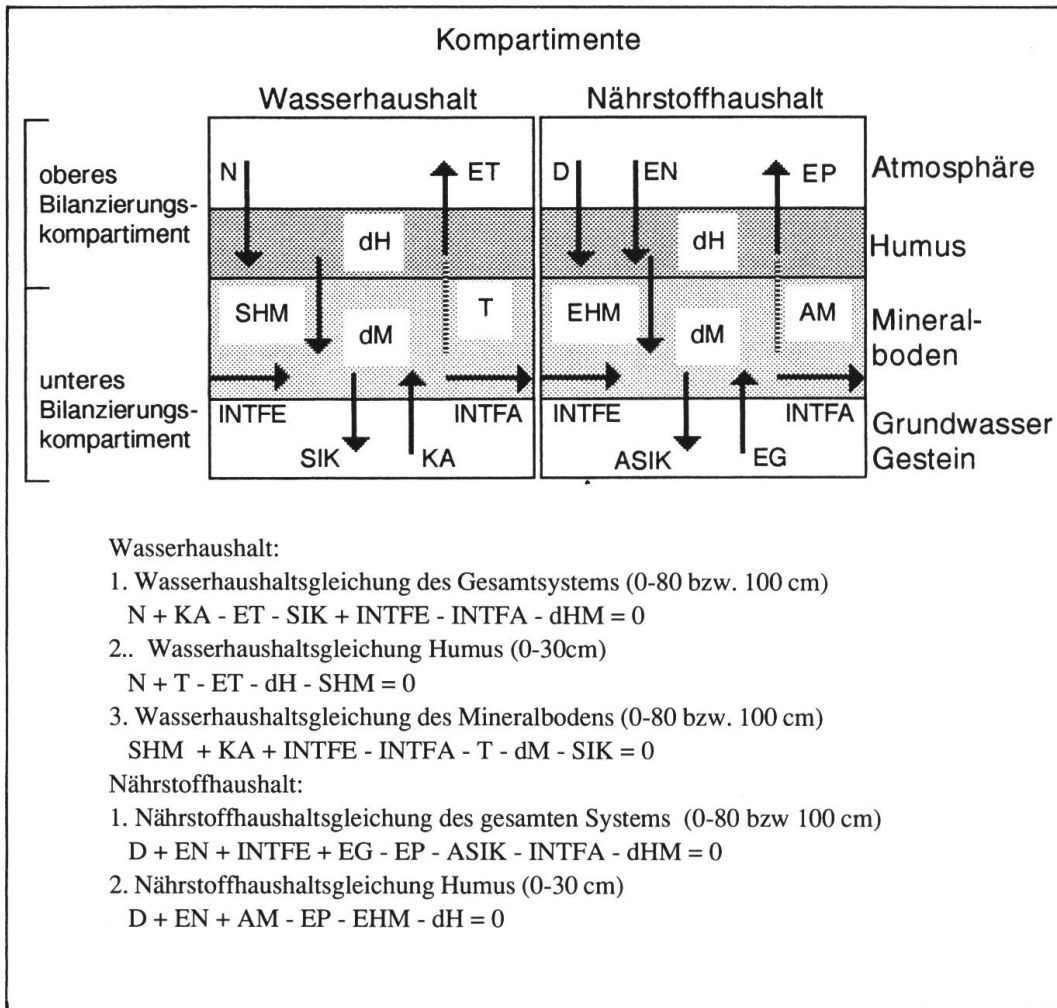 Kompartimente
Wasserhaushalt
Nährstoffhaushalt
oberes
Bilanzierungs-
kompartiment
N
ET
D
EN
EP
Atmosphäre
dH
dH
Humus
SHM
dM
T
EHM
dM
AM
Mineral-
boden
unteres
Bilanzierungs-
kompartiment
INTFE
INTFA
INTFE
INTFA
SIK
KA
ASIK
EG
Grundwasser
Gestein
Wasserhaushalt:
1. Wasserhaushaltsgleichung des Gesamtsystems (0-80 bzw. 100 cm)
N + KA - ET - SIK + INTFE - INTFA - dHM = 0
2.. Wasserhaushaltsgleichung Humus (0-30cm)
N + T - ET - dH - SHM = 0
3. Wasserhaushaltsgleichung des Mineralbodens (0-80 bzw. 100 cm)
SHM + KA + INTFE - INTFA - T - dM - SIK = 0
Nährstoffhaushalt:
1. Nährstoffhaushaltsgleichung des gesamten Systems (0-80 bzw 100 cm)
D + EN + INTFE + EG - EP - ASIK - INTFA - dHM = 0
2. Nährstoffhaushaltsgleichung Humus (0-30 cm)
D + EN + AM - EP - EHM - dH = 0